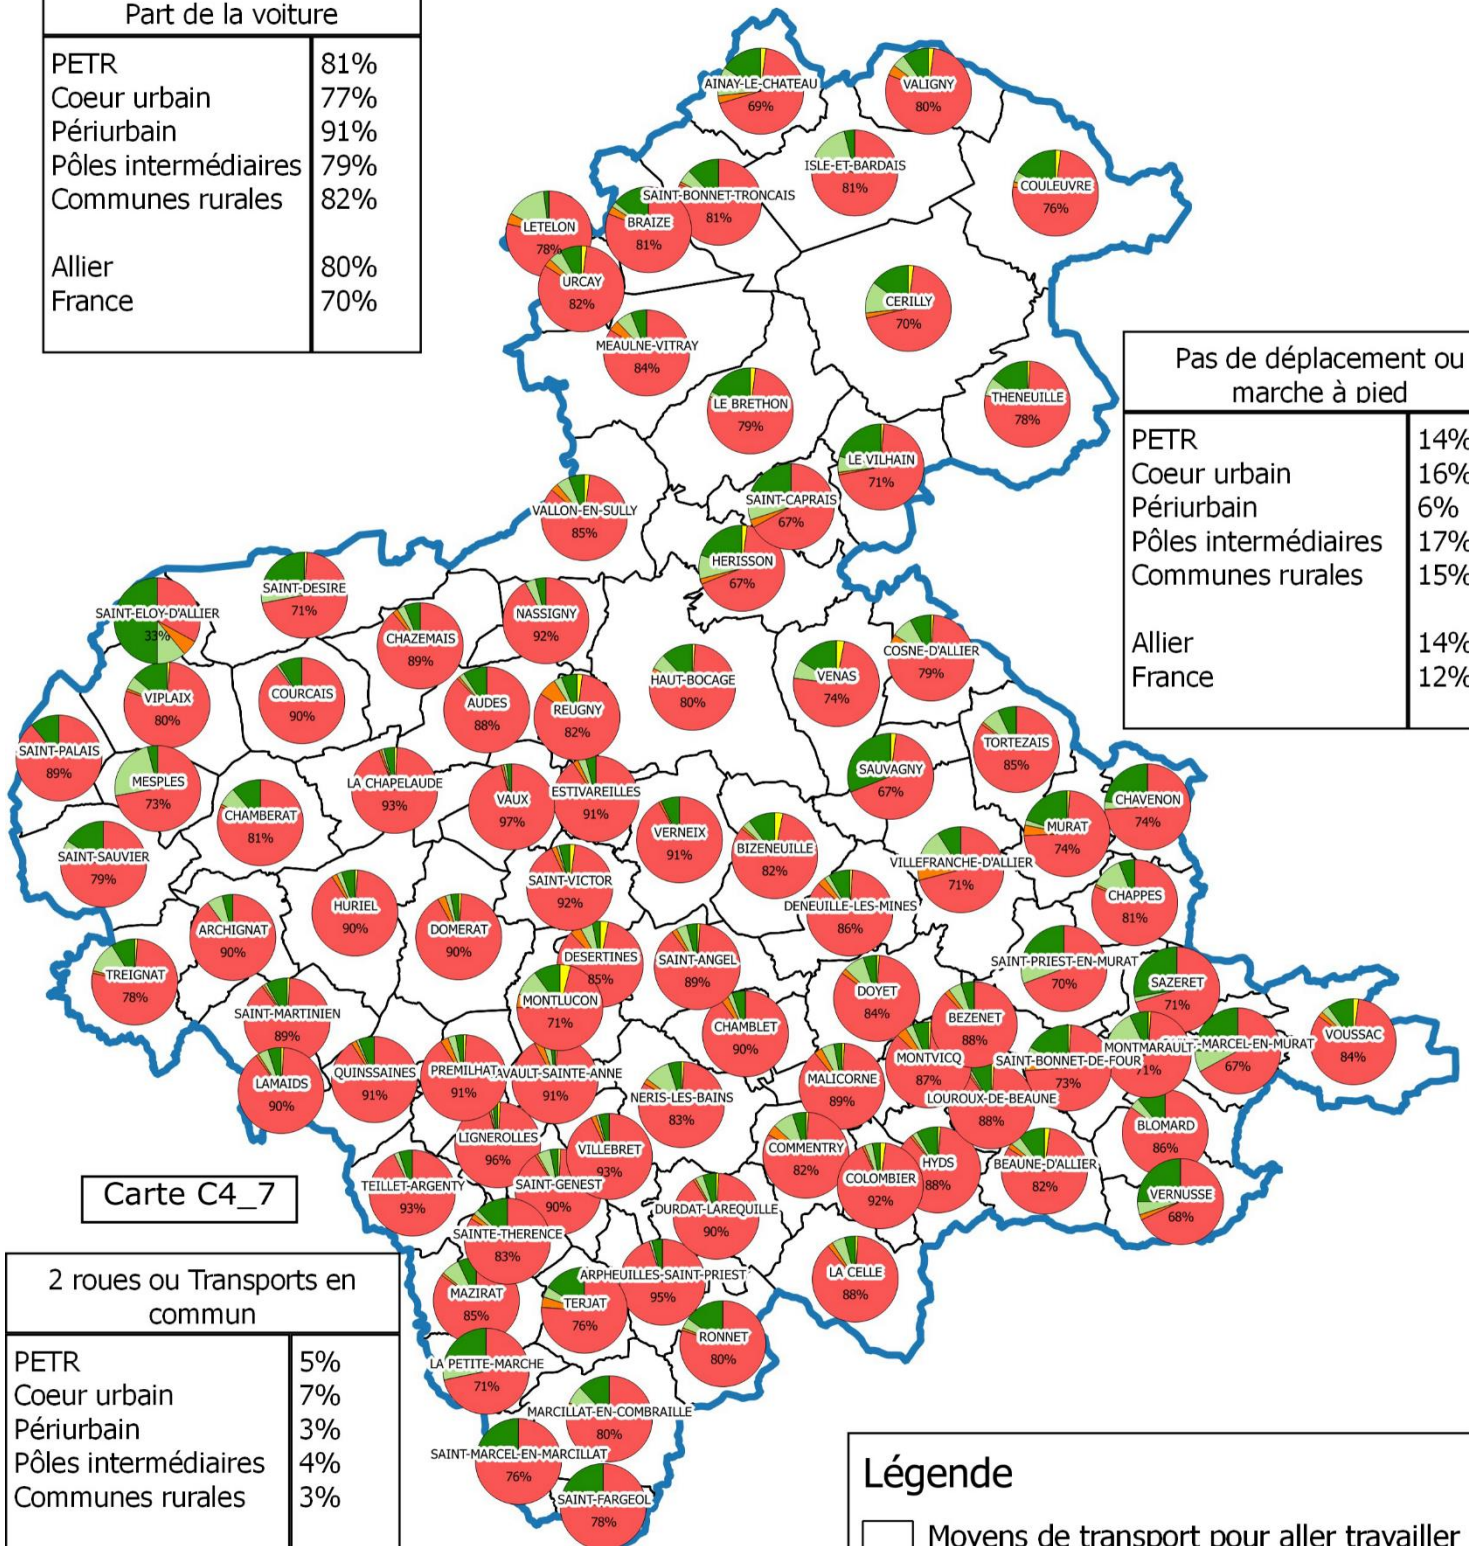 Part de la voiture
PETR 81%
Coeur urbain 77%
Périurbain 91%
Pôles intermédiaires 79%
Communes rurales 82%
Allier 80%
France 70%
AINAY-LE-CHATEAU
69%
VALIGNY
80%
ISLE-ET-BARDAIS
81%
COULEUVRE
76%
SAINT-BONNET-TRONCAIS
81%
LETELON
78%
BRAIZE
81%
URCAY
82%
CERILLY
70%
MEAULNE-VITRAY
84%
Pas de déplacement ou
marche à pied
PETR 14%
Coeur urbain 16%
Périurbain 6%
Pôles intermédiaires 17%
Communes rurales 15%
Allier 14%
France 12%
LE BRETHON
79%
THENEUILLE
78%
LE VILHAIN
71%
SAINT-CAPRAIS
67%
VALLON-EN-SULLY
85%
HERISSON
67%
SAINT-DESIRE
71%
SAINT-ELOY-D'ALLIER
33%
NASSIGNY
92%
CHAZEMAIS
89%
COSNE-D'ALLIER
79%
VENAS
74%
HAUT-BOCAGE
80%
VIPLAIX
80%
COURCAIS
90%
AUDES
88%
REUGNY
82%
TORTEZAIS
85%
SAINT-PALAIS
89%
MESPLES
73%
LA CHAPELAUDE
93%
VAUX
97%
ESTIVAREILLES
91%
SAUVAGNY
67%
CHAVENON
74%
CHAMBERAT
81%
VERNEIX
91%
BIZENEUILLE
82%
MURAT
74%
SAINT-SAUVIER
79%
VILLEFRANCHE-D'ALLIER
71%
SAINT-VICTOR
92%
CHAPPES
81%
HURIEL
90%
DENEUILLE-LES-MINES
86%
ARCHIGNAT
90%
DOMERAT
90%
DESERTINES
85%
SAINT-ANGEL
89%
SAINT-PRIEST-EN-MURAT
70%
TREIGNAT
78%
SAZERET
71%
DOYET
84%
MONTLUCON
71%
SAINT-MARTINIEN
89%
BEZENET
88%
CHAMBLET
90%
VOUSSAC
84%
MONTMARAULT
71%
-MARCEL-EN-MURAT
67%
MONTVICQ
87%
SAINT-BONNET-DE-FOUR
73%
LAMAIDS
90%
QUINSSAINES
91%
PREMILHAT
91%
AVAULT-SAINTE-ANNE
91%
MALICORNE
89%
NERIS-LES-BAINS
83%
LOUROUX-DE-BEAUNE
88%
BLOMARD
86%
LIGNEROLLES
96%
VILLEBRET
93%
COMMENTRY
82%
HYDS
88%
BEAUNE-D'ALLIER
82%
COLOMBIER
92%
TEILLET-ARGENTY
93%
SAINT-GENEST
90%
VERNUSSE
68%
Carte C4_7
DURDAT-LAREQUILLE
90%
SAINTE-THERENCE
83%
LA CELLE
88%
ARPHEUILLES-SAINT-PRIEST
95%
2 roues ou Transports en
commun
PETR 5%
Coeur urbain 7%
Périurbain 3%
Pôles intermédiaires 4%
Communes rurales 3%
MAZIRAT
85%
TERJAT
76%
RONNET
80%
LA PETITE-MARCHE
71%
MARCILLAT-EN-COMBRAILLE
80%
SAINT-MARCEL-EN-MARCILLAT
76%
SAINT-FARGEOL
78%
Légende
Moyens de transport pour aller travailler